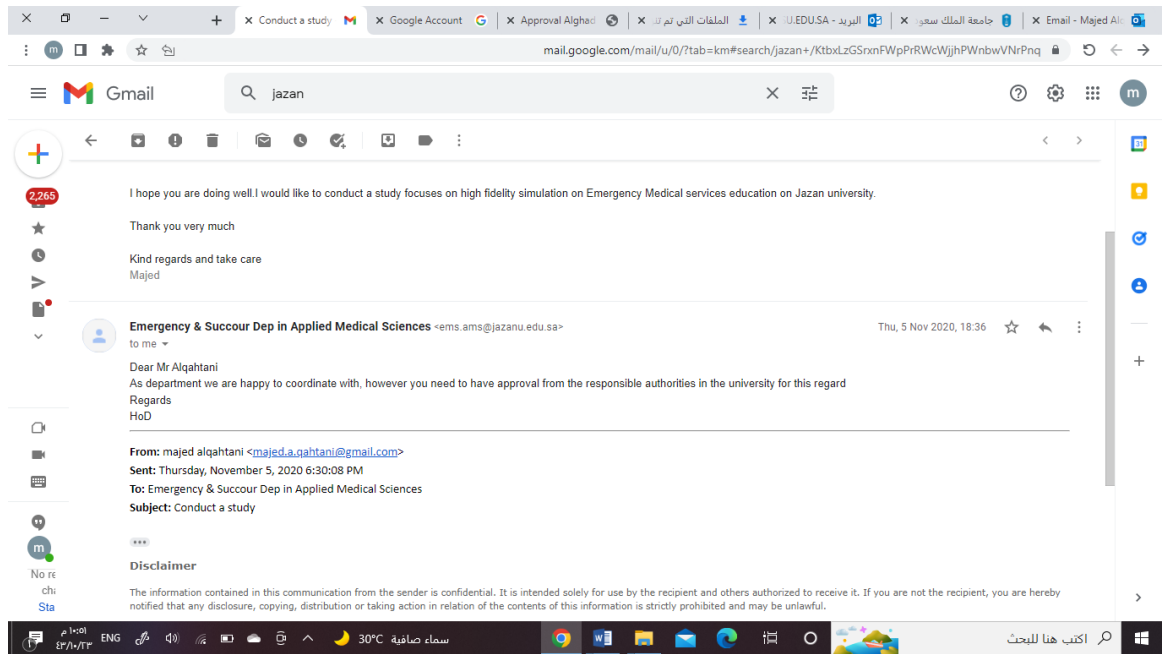 Conduct a study
Google Account
Approval Alghad
الملفات التي تم تنـ
البريد - U.EDU.SA
جامعة الملك سعود
Email - Majed Alc
mail.google.com/mail/u/0/?tab=km#search/jazan+/KtbxLzGSrxnFWpPrRWcWjjhPWnbwVNrPnq
Gmail
jazan
m
2,265
I hope you are doing well.I would like to conduct a study focuses on high fidelity simulation on Emergency Medical services education on Jazan university.
Thank you very much
Kind regards and take care
Majed
Emergency & Succour Dep in Applied Medical Sciences <ems.ams@jazanu.edu.sa>
Thu, 5 Nov 2020, 18:36
to me
Dear Mr Alqahtani
As department we are happy to coordinate with, however you need to have approval from the responsible authorities in the university for this regard
Regards
HoD
From: majed alqahtani <majed.a.qahtani@gmail.com>
Sent: Thursday, November 5, 2020 6:30:08 PM
To: Emergency & Succour Dep in Applied Medical Sciences
Subject: Conduct a study
Disclaimer
The information contained in this communication from the sender is confidential. It is intended solely for use by the recipient and others authorized to receive it. If you are not the recipient, you are hereby
notified that any disclosure, copying, distribution or taking action in relation of the contents of this information is strictly prohibited and may be unlawful.
m
No re
cha
Sta
31
١٠:٥١ م
٤٣/١٠/٢٣
ENG
30°C سماء صافية
اكتب هنا للبحث